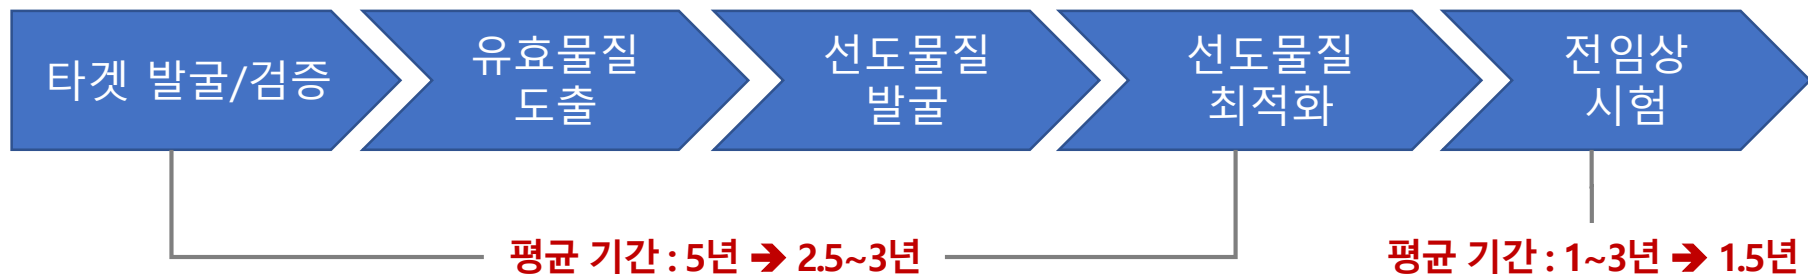 타겟 발굴/검증
유효물질
도출
선도물질
발굴
선도물질
최적화
전임상
시험
평균 기간 : 5년 ➔ 2.5~3년
평균 기간 : 1~3년 ➔ 1.5년